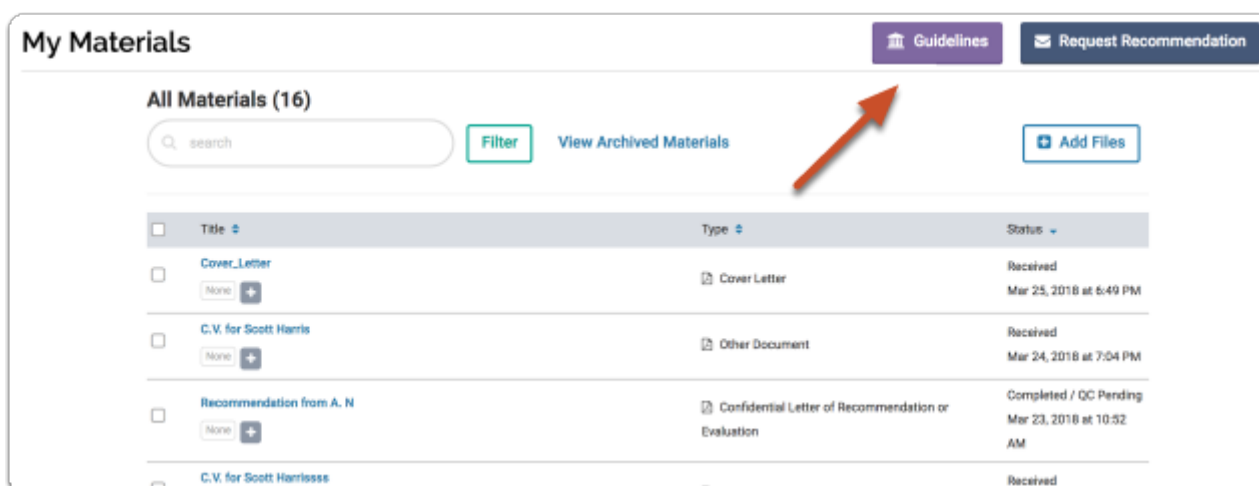 My Materials
Guidelines
Request Recommendation
All Materials (16)
search
Filter
View Archived Materials
Add Files
Title
Type
Status
Cover_Letter
None
Cover Letter
Received
Mar 25, 2018 at 6:49 PM
C.V. for Scott Harris
None
Other Document
Received
Mar 24, 2018 at 7:04 PM
Recommendation from A. N
None
Confidential Letter of Recommendation or
Evaluation
Completed / QC Pending
Mar 23, 2018 at 10:52
AM
C.V. for Scott Harrissss
Received